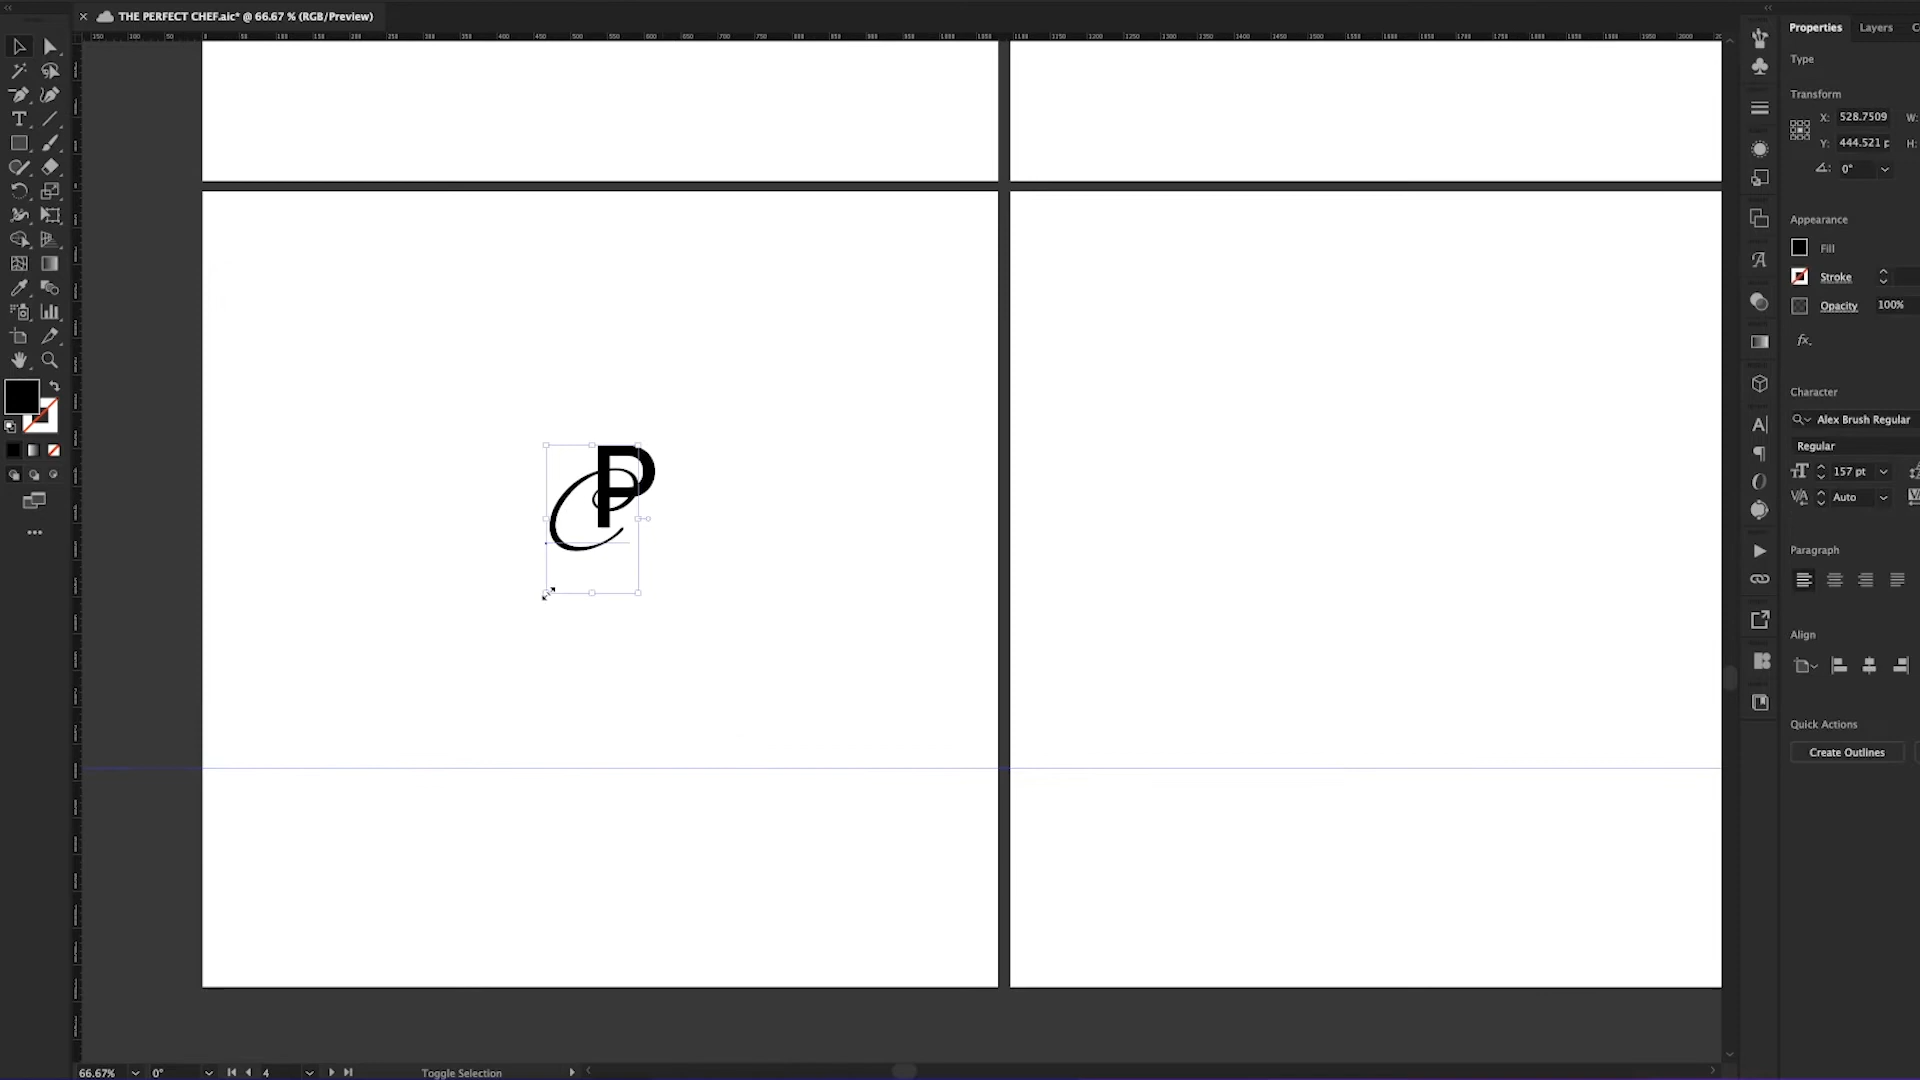 THE PERFECT CHEF.aic* @ 66.67 % (RGB/Preview)
Properties
Layers
C
Type
Transform
X: 528.7509 W:
Y: 444.521 p H:
0°
Appearance
Fill
Stroke
Opacity 100%
fx.
Character
Alex Brush Regular
Regular
157 pt
Auto
Paragraph
Align
Quick Actions
Create Outlines
P
C
66.67% 0° 4 Toggle Selection